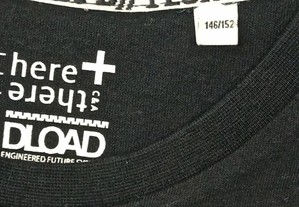 146/152
here +
there
C&A
DLOAD
ENGINEERED FUTURE